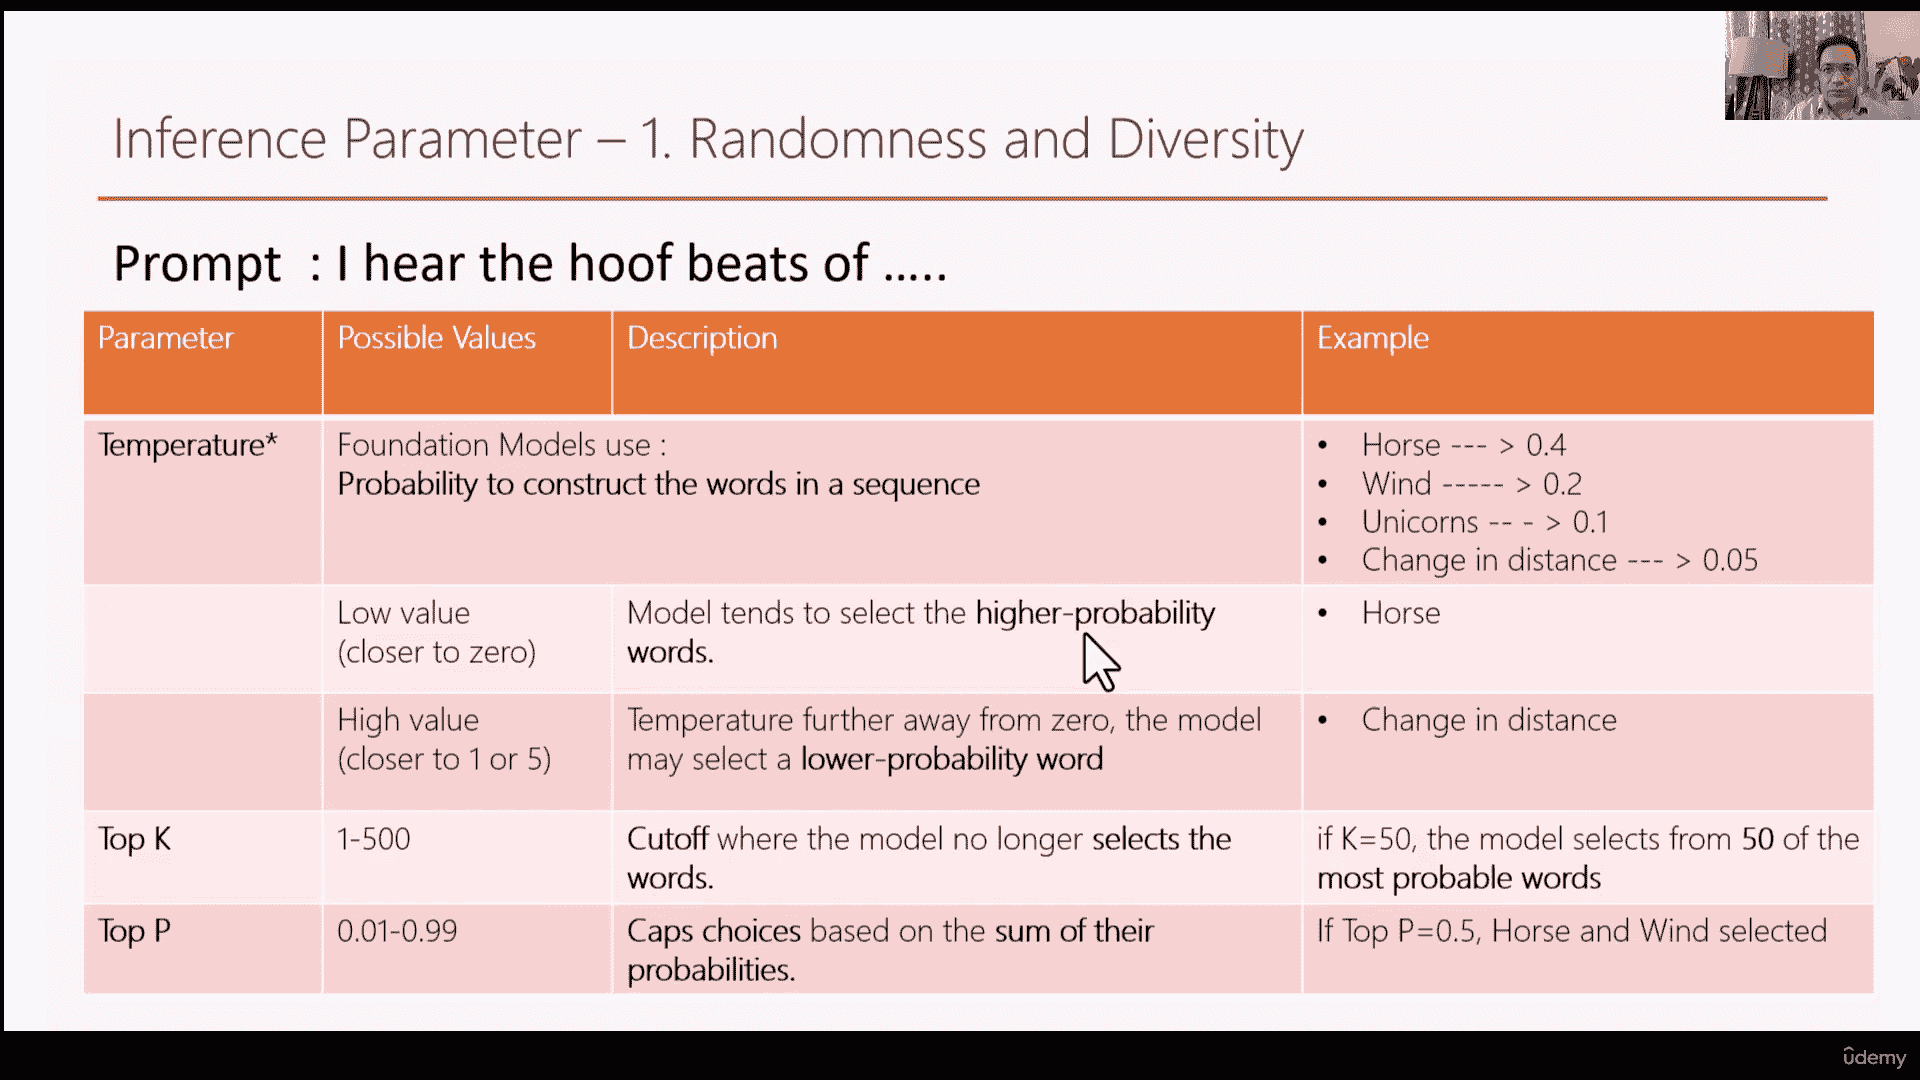 Inference Parameter – 1. Randomness and Diversity
Prompt : I hear the hoof beats of .....
Parameter Possible Values Description Example
Temperature* Foundation Models use : • Horse --- > 0.4
Probability to construct the words in a sequence • Wind ----- > 0.2
• Unicorns -- - > 0.1
• Change in distance --- > 0.05
Low value Model tends to select the higher-probability • Horse
(closer to zero) words.
High value Temperature further away from zero, the model • Change in distance
(closer to 1 or 5) may select a lower-probability word
Top K 1-500 Cutoff where the model no longer selects the if K=50, the model selects from 50 of the
words. most probable words
Top P 0.01-0.99 Caps choices based on the sum of their If Top P=0.5, Horse and Wind selected
probabilities.
ûdemy